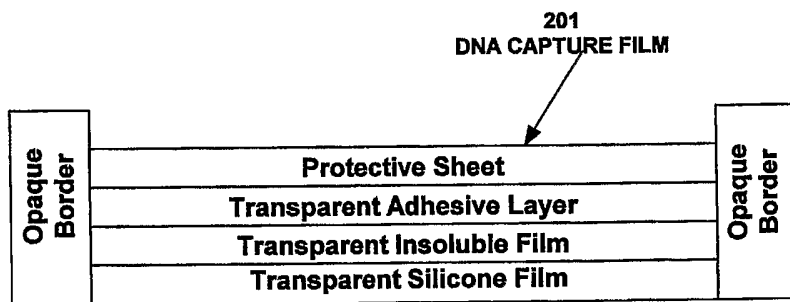 201
DNA CAPTURE FILM
Opaque
Border
Protective Sheet
Transparent Adhesive Layer
Transparent Insoluble Film
Transparent Silicone Film
Opaque
Border